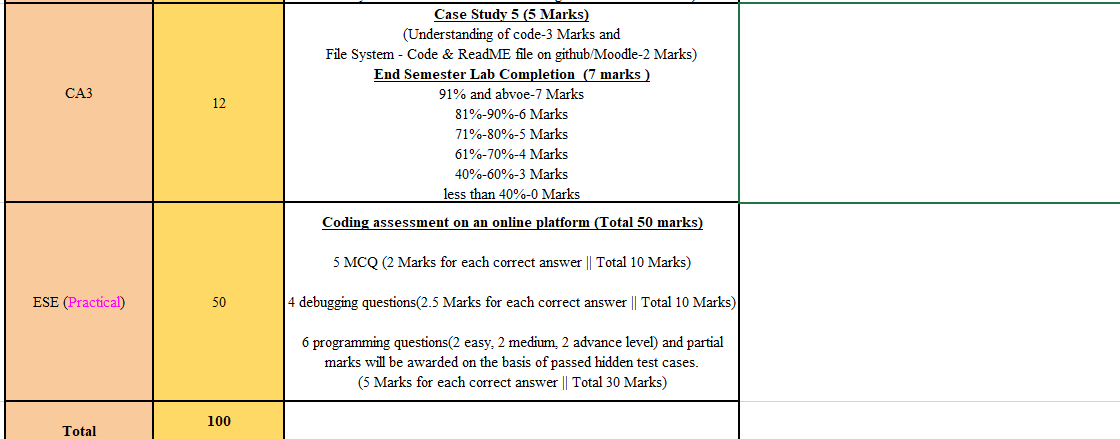 Case Study 5 (5 Marks)
(Understanding of code-3 Marks and
File System - Code & ReadME file on github/Moodle-2 Marks)
End Semester Lab Completion (7 marks )
CA3
12
91% and abvoe-7 Marks
81%-90%-6 Marks
71%-80%-5 Marks
61%-70%-4 Marks
40%-60%-3 Marks
less than 40%-0 Marks
Coding assessment on an online platform (Total 50 marks)
5 MCQ (2 Marks for each correct answer || Total 10 Marks)
ESE (Practical)
50
4 debugging questions(2.5 Marks for each correct answer || Total 10 Marks)
6 programming questions(2 easy, 2 medium, 2 advance level) and partial
marks will be awarded on the basis of passed hidden test cases.
(5 Marks for each correct answer || Total 30 Marks)
Total
100